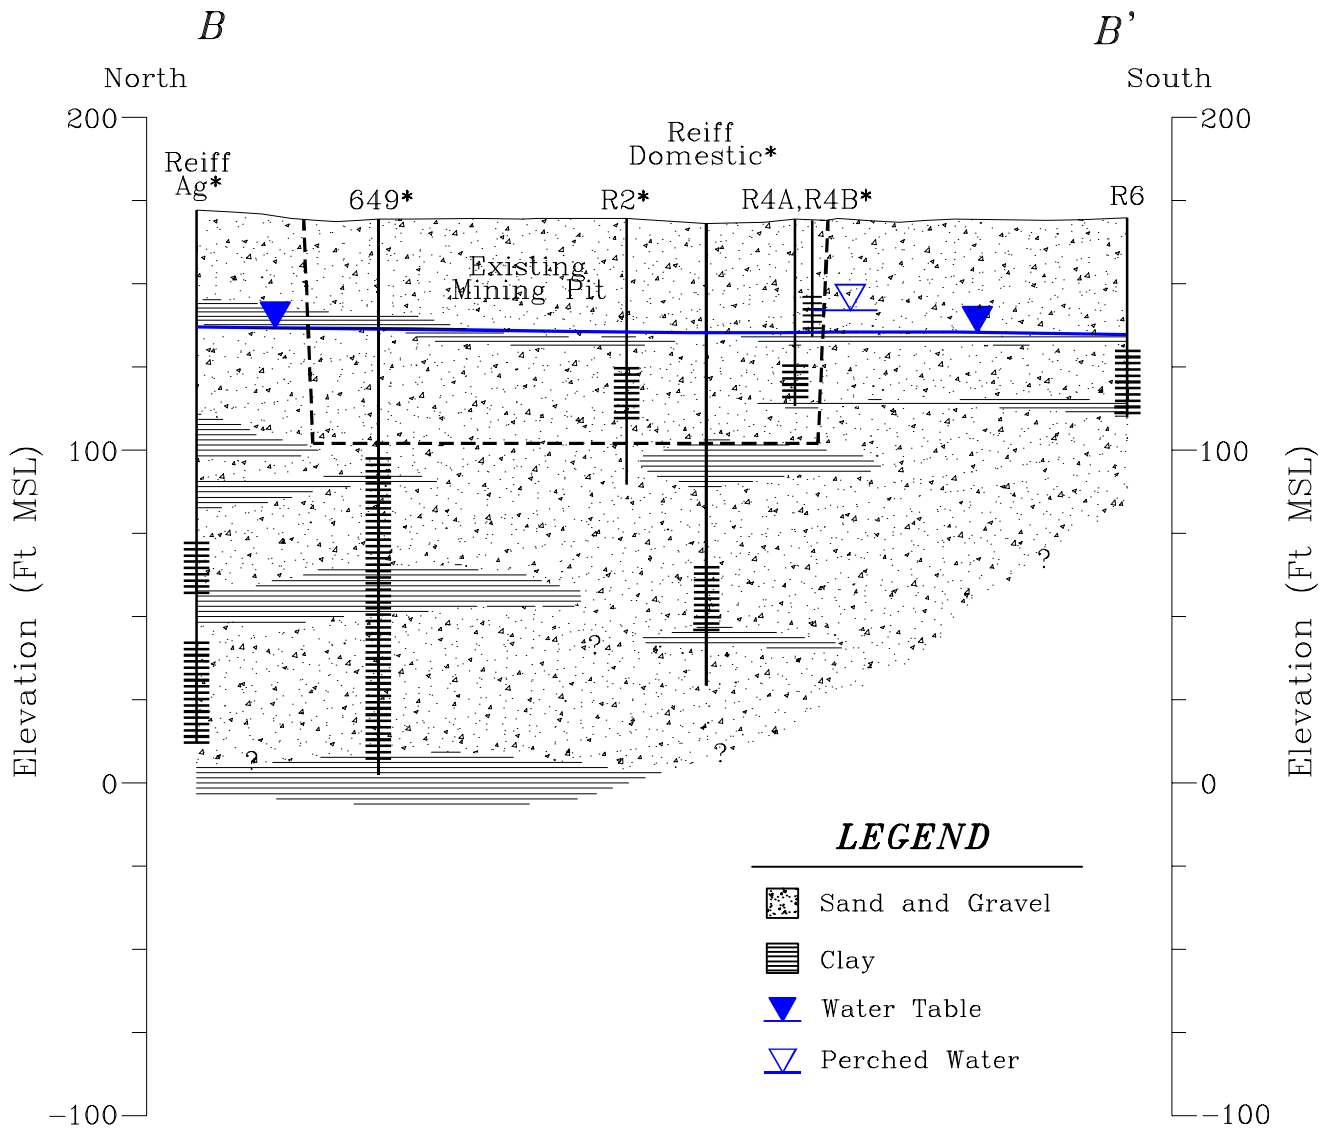 B
B'
North
South
200
200
Reiff
Domestic*
Reiff
Ag*
649*
R2*
R4A,R4B*
R6
Existing
Mining Pit
100
100
Elevation (Ft MSL)
Elevation (Ft MSL)
?
?
?
?
0
0
LEGEND
Sand and Gravel
Clay
Water Table
Perched Water
-100
-100